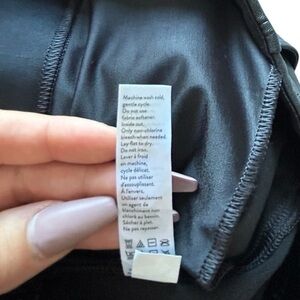 Machine wash cold,
gentle cycle.
Do not use
fabric softener.
Inside out.
Only non-chlorine
bleach when needed.
Lay flat to dry.
Do not iron.
Laver à froid
en machine,
cycle délicat.
Ne pas utiliser
d'assouplissant.
À l'envers.
Utiliser seulement
un agent de
blanchiment non
chloré au besoin.
Sécher à plat.
Ne pas repasser.